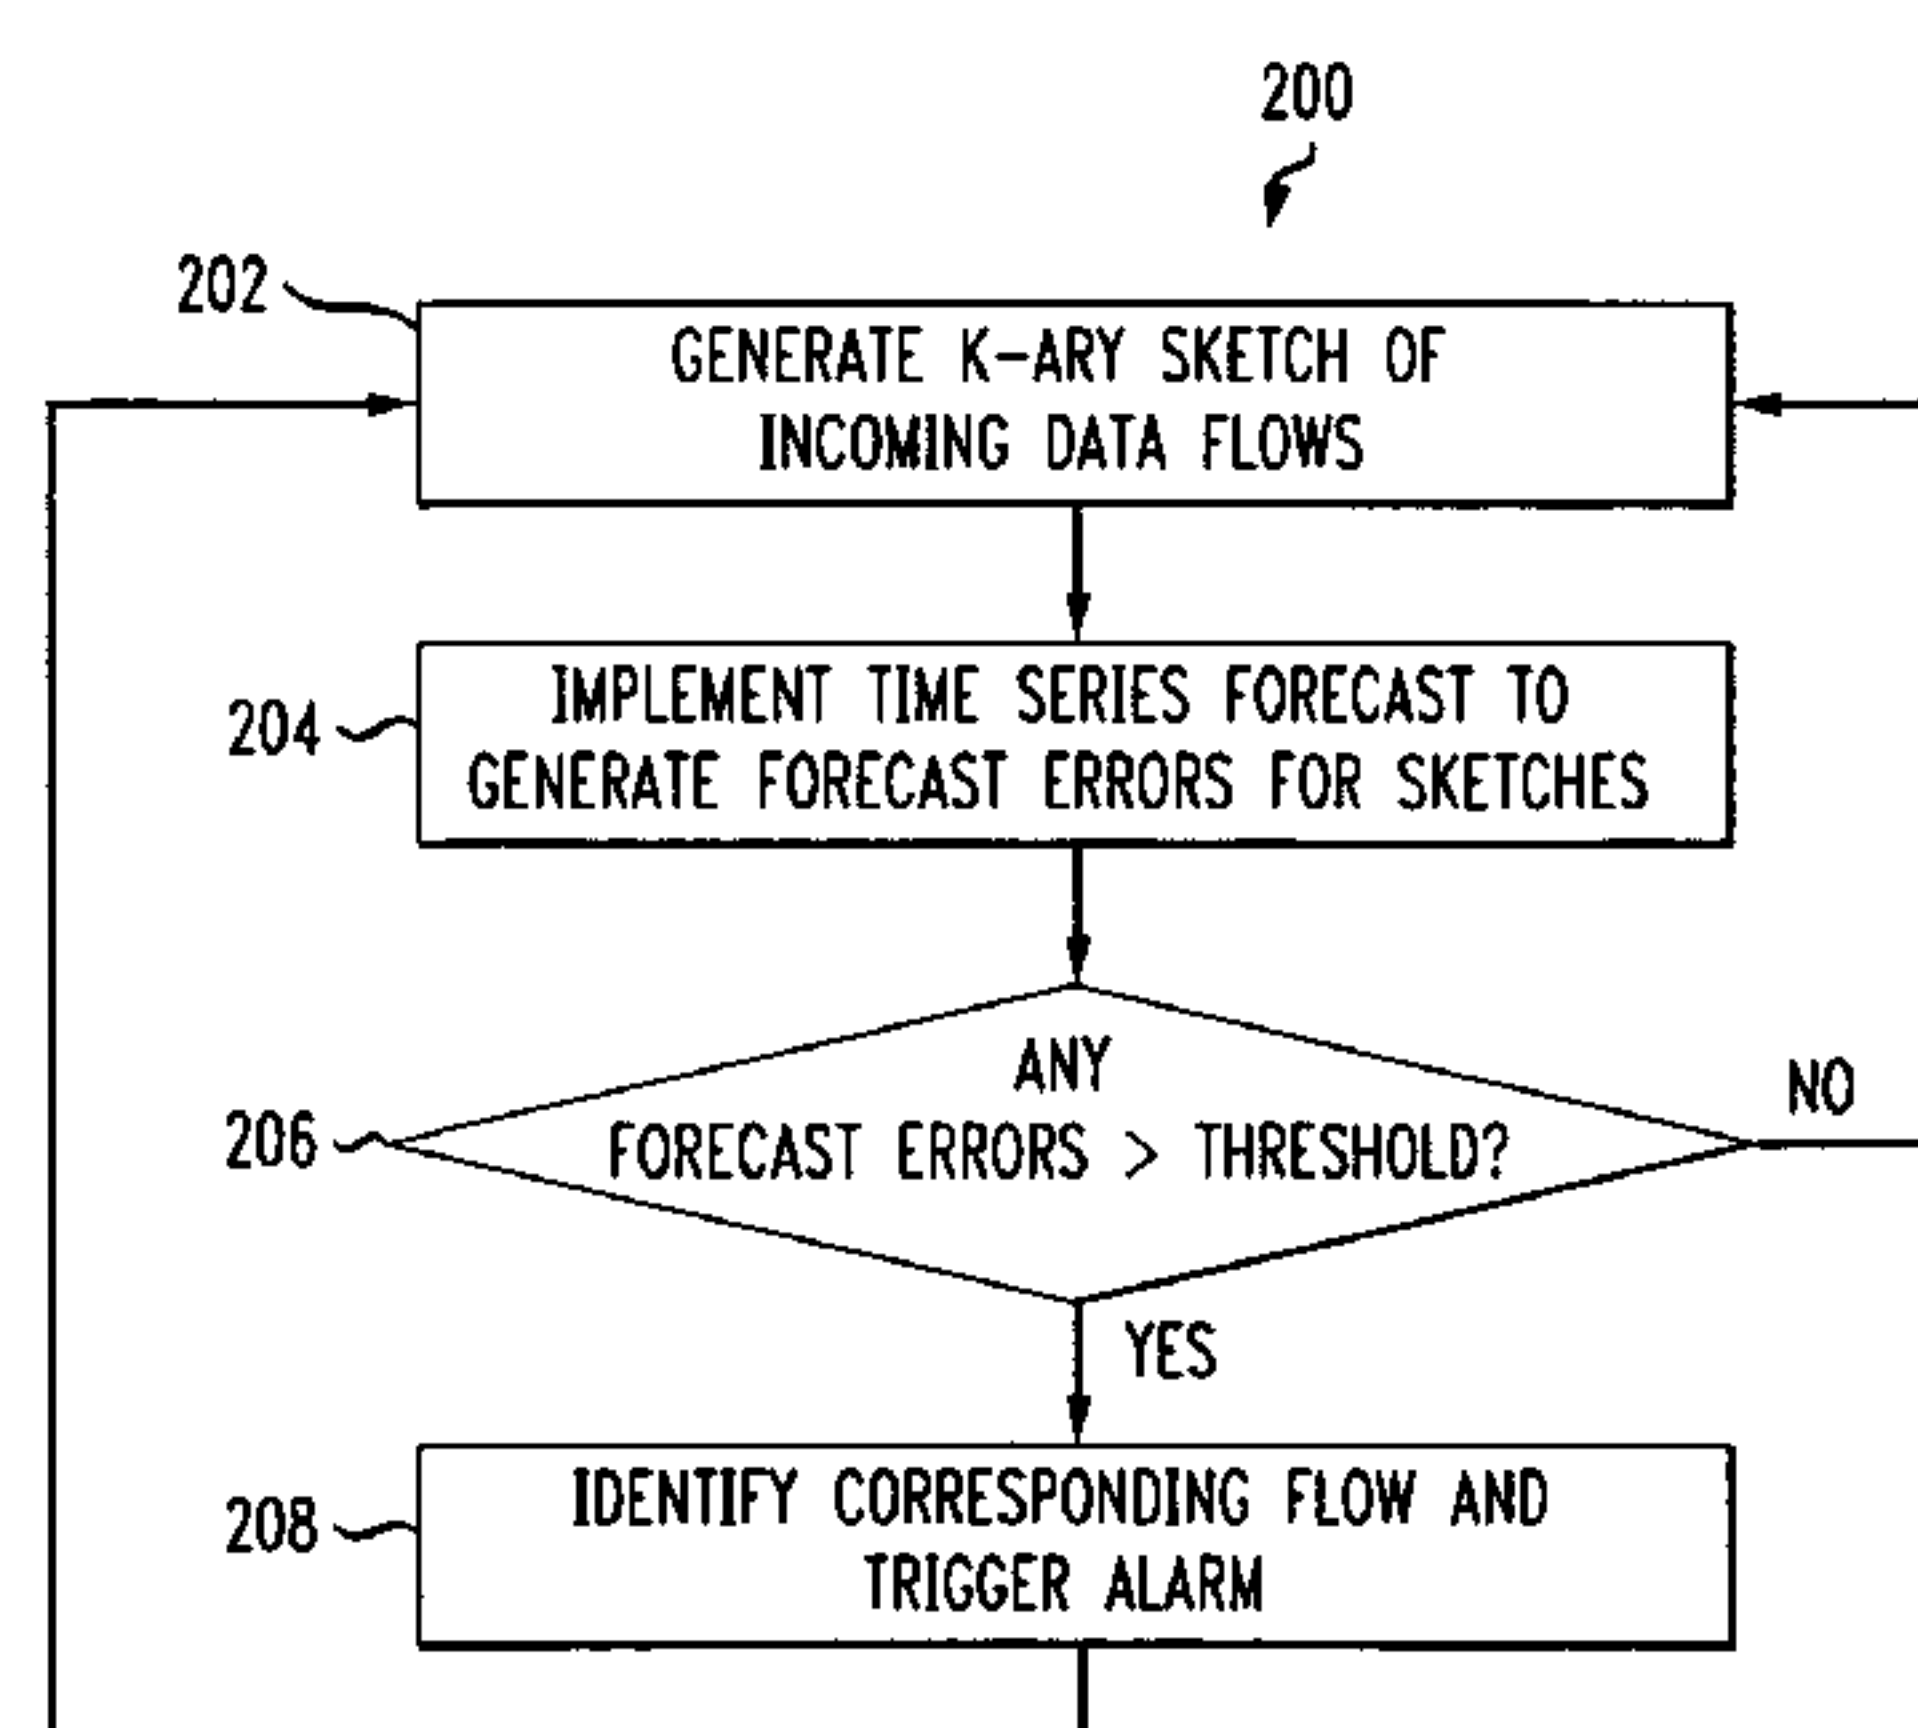 200
202
GENERATE K-ARY SKETCH OF
INCOMING DATA FLOWS
204
IMPLEMENT TIME SERIES FORECAST TO
GENERATE FORECAST ERRORS FOR SKETCHES
206
ANY
FORECAST ERRORS > THRESHOLD?
NO
YES
208
IDENTIFY CORRESPONDING FLOW AND
TRIGGER ALARM